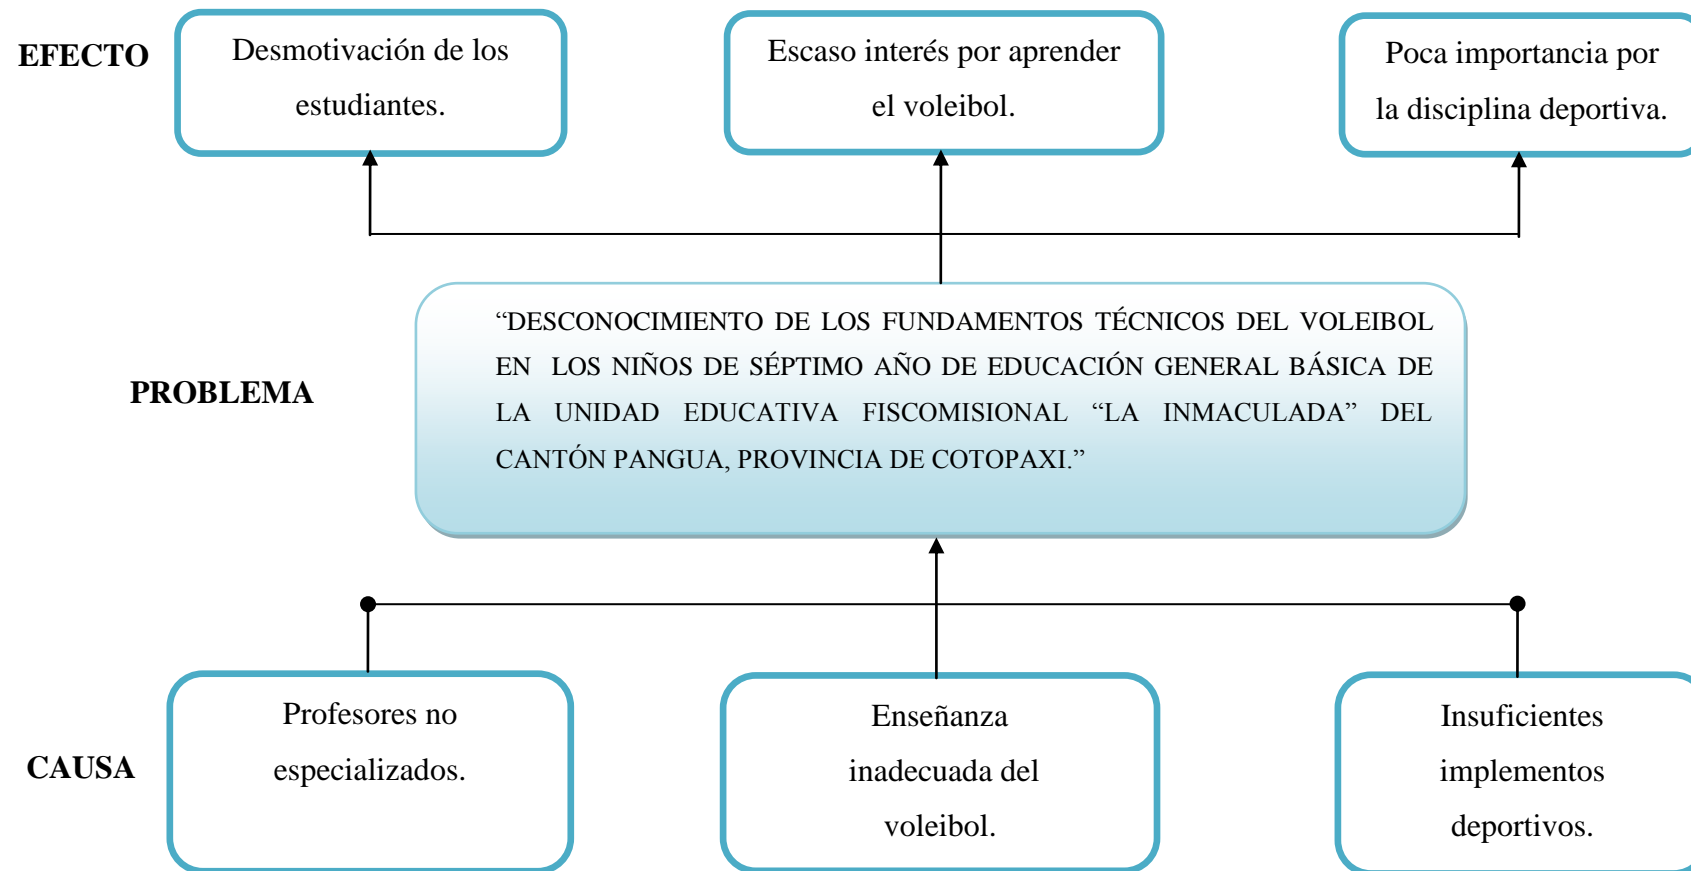 EFECTO
Desmotivación de los
estudiantes.
Escaso interés por aprender
el voleibol.
Poca importancia por
la disciplina deportiva.
PROBLEMA
“DESCONOCIMIENTO DE LOS FUNDAMENTOS TÉCNICOS DEL VOLEIBOL
EN LOS NIÑOS DE SÉPTIMO AÑO DE EDUCACIÓN GENERAL BÁSICA DE
LA UNIDAD EDUCATIVA FISCOMISIONAL “LA INMACULADA” DEL
CANTÓN PANGUA, PROVINCIA DE COTOPAXI.”
CAUSA
Profesores no
especializados.
Enseñanza
inadecuada del
voleibol.
Insuficientes
implementos
deportivos.